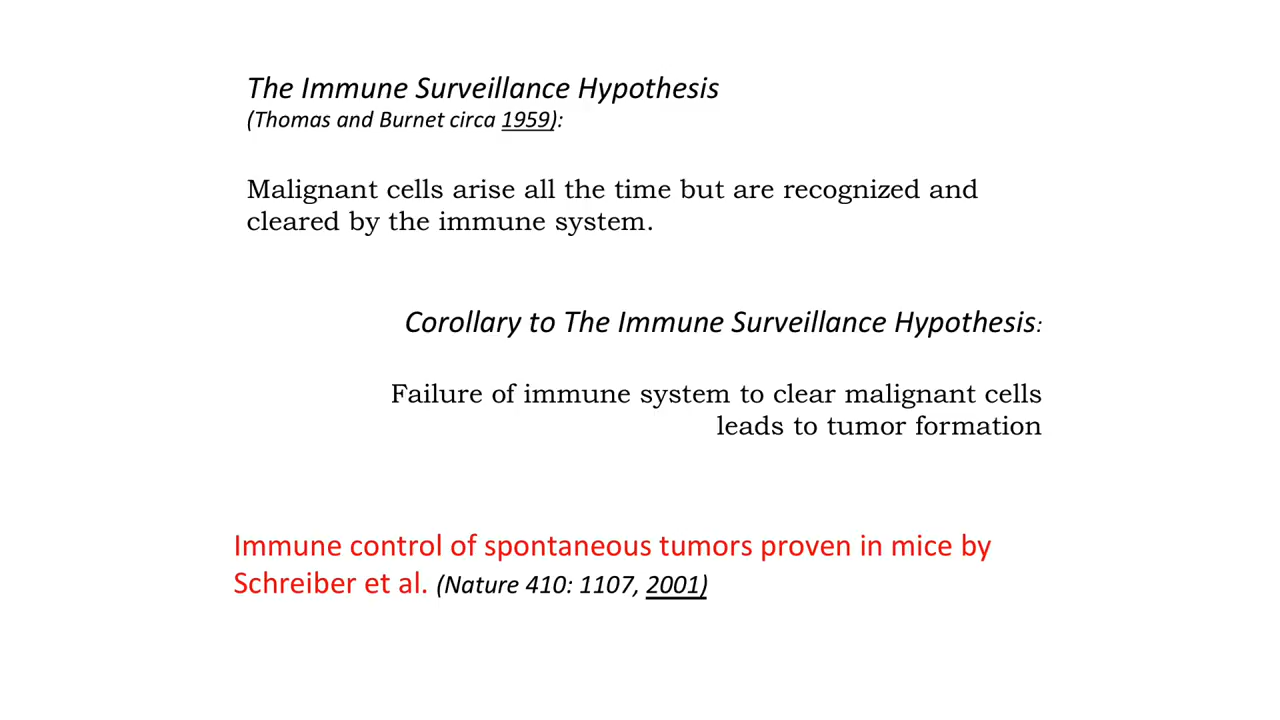 The Immune Surveillance Hypothesis
(Thomas and Burnet circa 1959):
Malignant cells arise all the time but are recognized and
cleared by the immune system.
Corollary to The Immune Surveillance Hypothesis:
Failure of immune system to clear malignant cells
leads to tumor formation
Immune control of spontaneous tumors proven in mice by
Schreiber et al. (Nature 410: 1107, 2001)